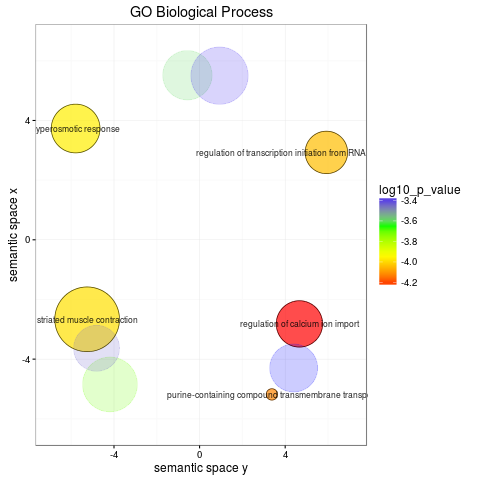 GO Biological Process
yperosmotic response
regulation of transcription initiation from RNA
striated muscle contraction
regulation of calcium ion import
purine-containing compound transmembrane transp
4
0
-4
-4
0
4
semantic space x
semantic space y
log10_p_value
-3.4
-3.6
-3.8
-4.0
-4.2